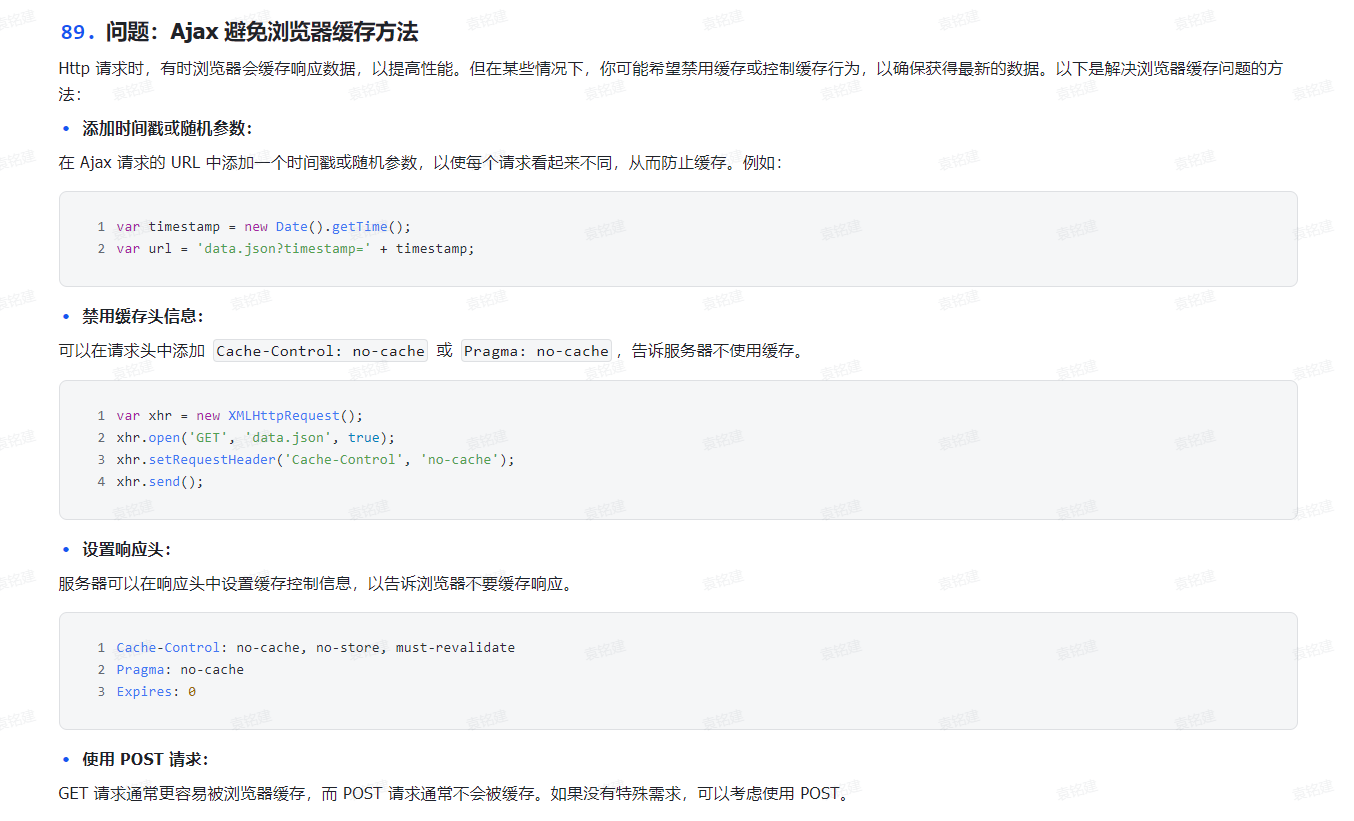 89. 问题：Ajax 避免浏览器缓存方法
Http 请求时，有时浏览器会缓存响应数据，以提高性能。但在某些情况下，你可能希望禁用缓存或控制缓存行为，以确保获得最新的数据。以下是解决浏览器缓存问题的方
法：
• 添加时间戳或随机参数：
在 Ajax 请求的 URL 中添加一个时间戳或随机参数，以使每个请求看起来不同，从而防止缓存。例如：
1 var timestamp = new Date().getTime();
2 var url = 'data.json?timestamp=' + timestamp;
• 禁用缓存头信息：
可以在请求头中添加 Cache-Control: no-cache 或 Pragma: no-cache ，告诉服务器不使用缓存。
1 var xhr = new XMLHttpRequest();
2 xhr.open('GET', 'data.json', true);
3 xhr.setRequestHeader('Cache-Control', 'no-cache');
4 xhr.send();
• 设置响应头：
服务器可以在响应头中设置缓存控制信息，以告诉浏览器不要缓存响应。
1 Cache-Control: no-cache, no-store, must-revalidate
2 Pragma: no-cache
3 Expires: 0
• 使用 POST 请求：
GET 请求通常更容易被浏览器缓存，而 POST 请求通常不会被缓存。如果没有特殊需求，可以考虑使用 POST。
袁铭建